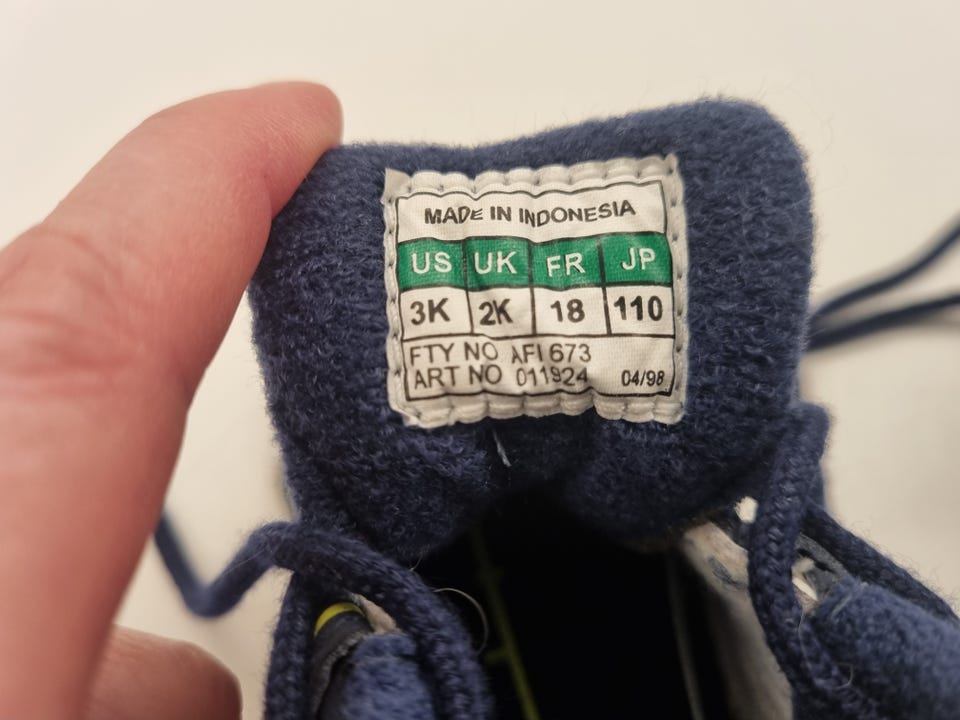 MADE IN INDONESIA
US UK FR JP
3K 2K 18 110
FTY NO AFI 673
ART NO 011924 04/98